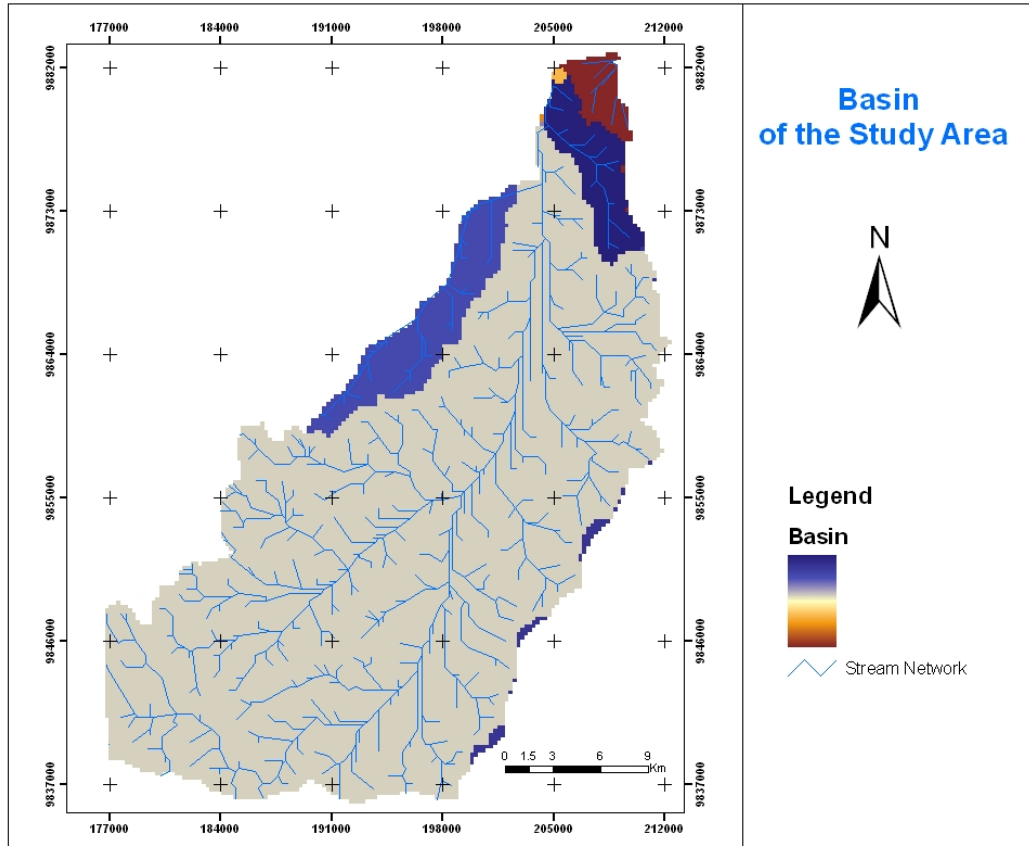 177000 184000 191000 198000 205000 212000
9882000 9882000
9873000 9873000
9864000 9864000
9855000 9855000
9846000 9846000
9837000 9837000
0 1.5 3 6 9
Km
177000 184000 191000 198000 205000 212000
Basin
of the Study Area
N
Legend
Basin
Stream Network